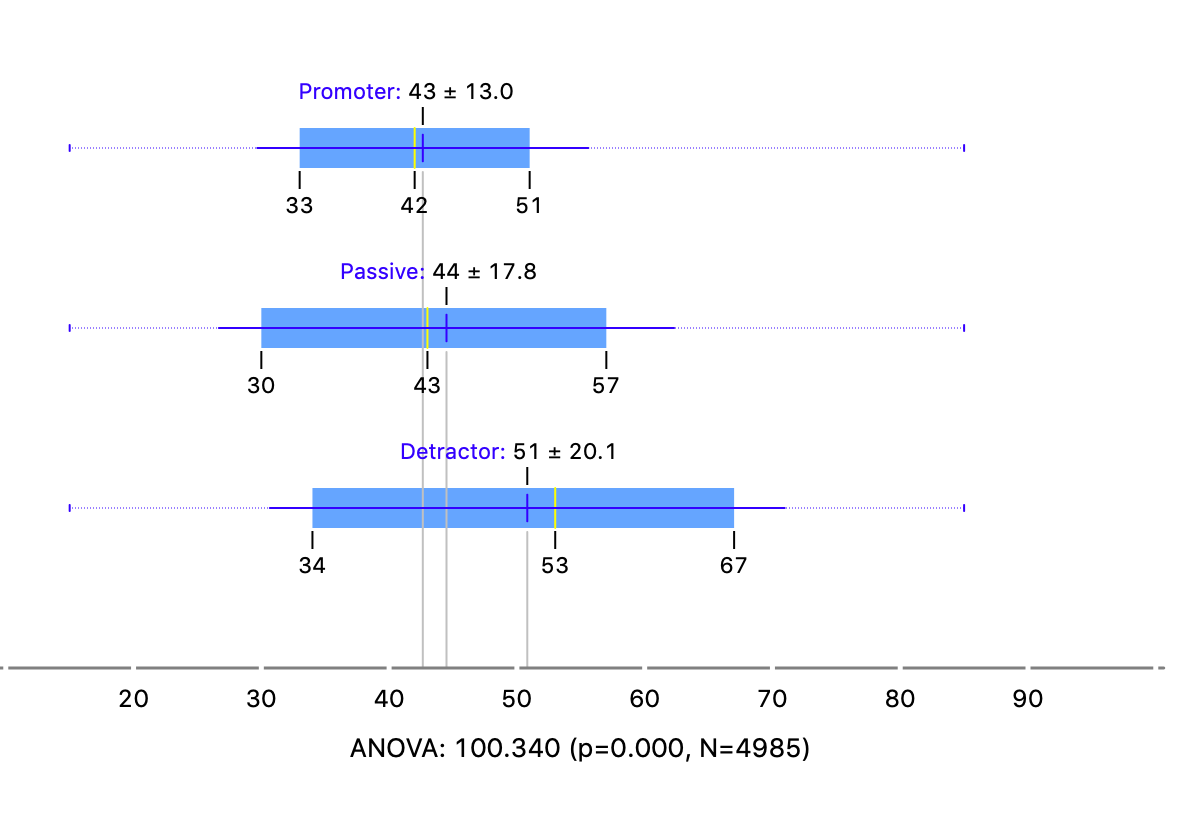 Promoter: 43 ± 13.0
33 42 51
Passive: 44 ± 17.8
30 43 57
Detractor: 51 ± 20.1
34 53 67
20 30 40 50 60 70 80 90
ANOVA: 100.340 (p=0.000, N=4985)